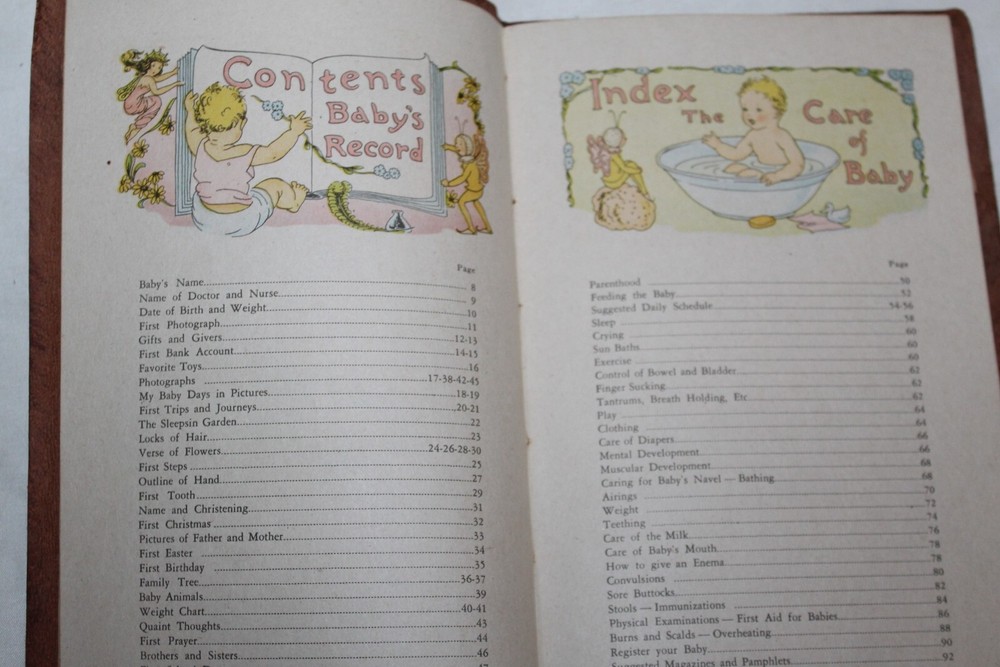 Contents
Baby's
Record
Page
Baby's Name 8
Name of Doctor and Nurse 9
Date of Birth and Weight 10
First Photograph 11
Gifts and Givers 12-13
First Bank Account 14-15
Favorite Toys 16
Photographs 17-38-42-45
My Baby Days in Pictures 18-19
First Trips and Journeys 20-21
The Sleepsin Garden 22
Locks of Hair 23
Verse of Flowers 24-26-28-30
First Steps 25
Outline of Hand 27
First Tooth 29
Name and Christening 31
First Christmas 32
Pictures of Father and Mother 33
First Easter 34
First Birthday 35
Family Tree 36-37
Baby Animals 39
Weight Chart 40-41
Quaint Thoughts 43
First Prayer 44
Brothers and Sisters 46
Index
The Care
of
Baby
Page
Parenthood 50
Feeding the Baby 52
Suggested Daily Schedule 54-56
Sleep 58
Crying 60
Sun Baths 60
Exercise 60
Control of Bowel and Bladder 62
Finger Sucking 62
Tantrums, Breath Holding, Etc 62
Play 64
Clothing 64
Care of Diapers 66
Mental Development 66
Muscular Development 68
Caring for Baby's Navel — Bathing 68
Airings 70
Weight 72
Teething 74
Care of the Milk 76
Care of Baby's Mouth 78
How to give an Enema 78
Convulsions 80
Sore Buttocks 82
Stools — Immunizations 84
Physical Examinations — First Aid for Babies 86
Burns and Scalds — Overheating 88
Register your Baby 90
Suggested Magazines and Pamphlets 92